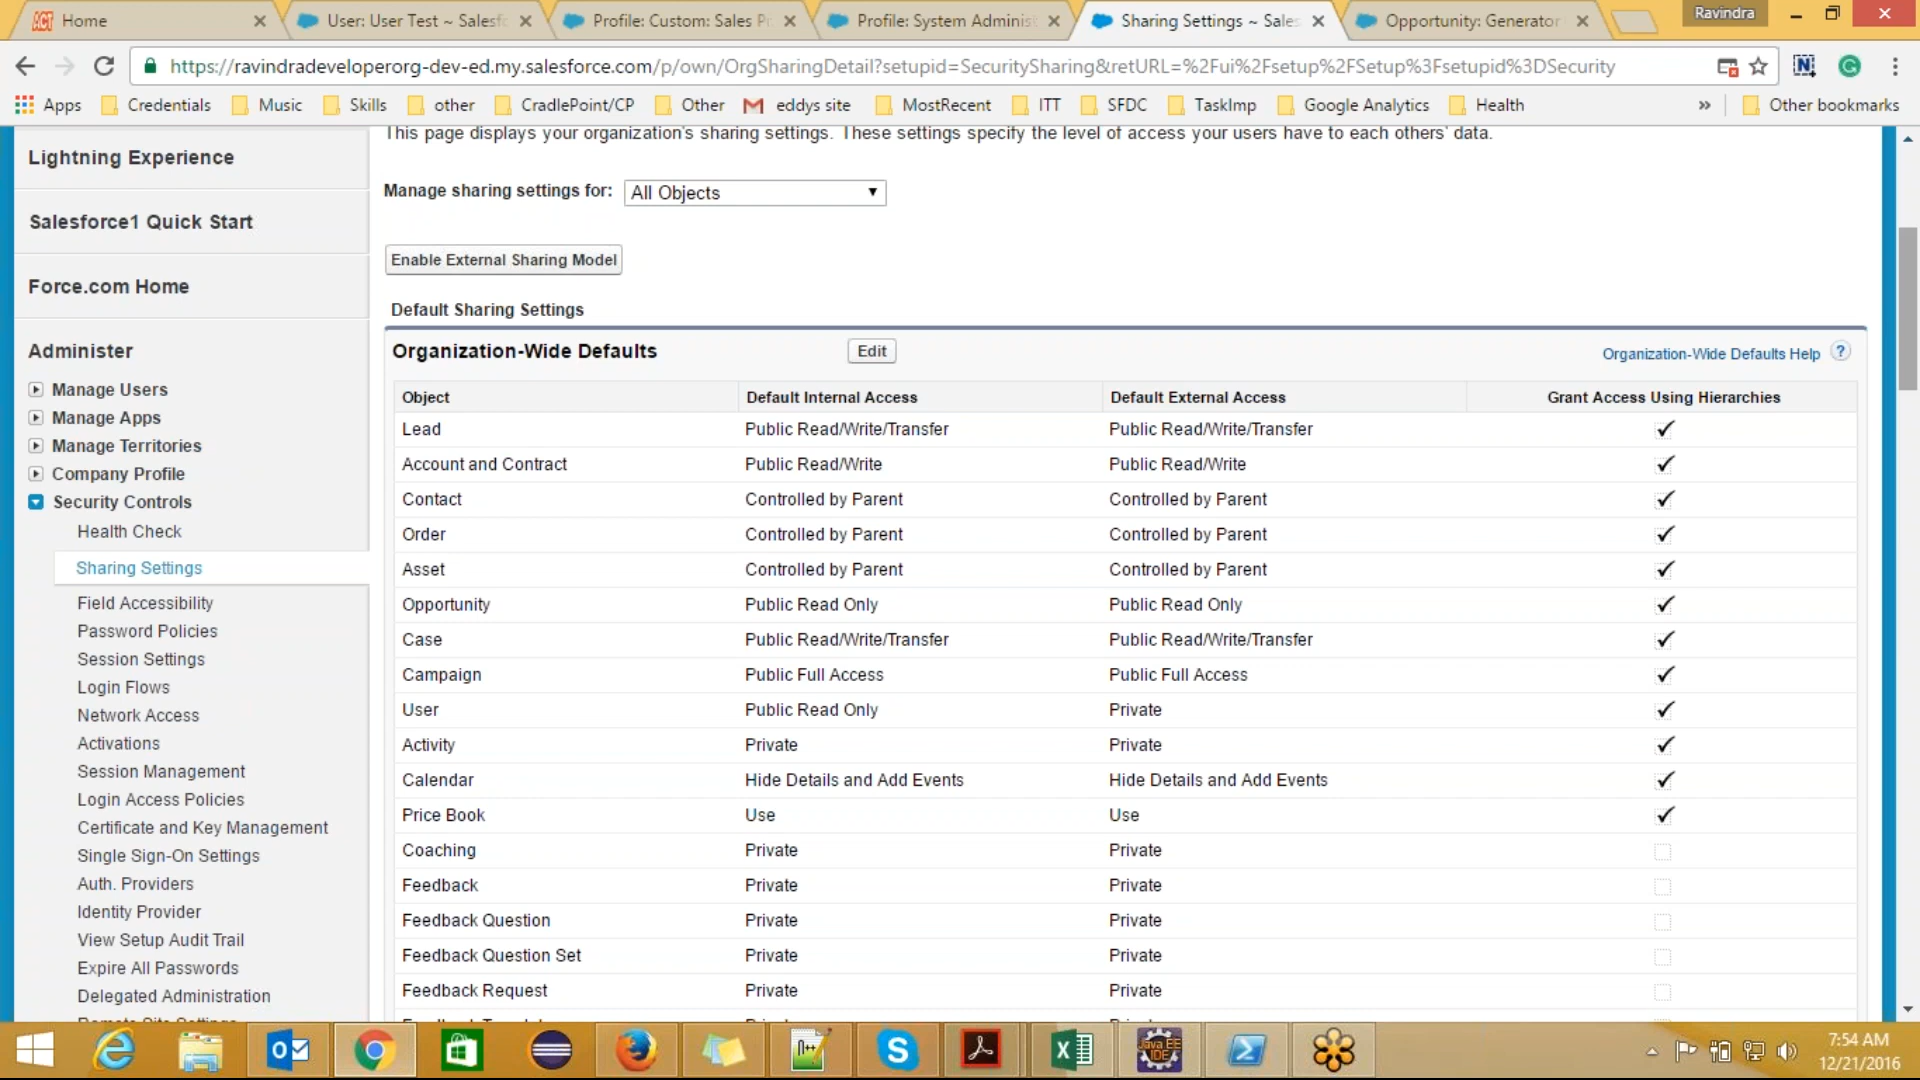 Home
User: User Test ~ Salesfo
Profile: Custom: Sales Pr
Profile: System Administ
Sharing Settings ~ Sales
Opportunity: Generator
Ravindra
https://ravindradeveloperorg-dev-ed.my.salesforce.com/p/own/OrgSharingDetail?setupid=SecuritySharing&retURL=%2Fui%2Fsetup%2FSetup%3Fsetupid%3DSecurity
Apps
Credentials
Music
Skills
other
CradlePoint/CP
Other
eddys site
MostRecent
ITT
SFDC
TaskImp
Google Analytics
Health
»
Other bookmarks
This page displays your organization's sharing settings. These settings specify the level of access your users have to each others' data.
Lightning Experience
Salesforce1 Quick Start
Force.com Home
Administer
Manage Users
Manage Apps
Manage Territories
Company Profile
Security Controls
Health Check
Sharing Settings
Field Accessibility
Password Policies
Session Settings
Login Flows
Network Access
Activations
Session Management
Login Access Policies
Certificate and Key Management
Single Sign-On Settings
Auth. Providers
Identity Provider
View Setup Audit Trail
Expire All Passwords
Delegated Administration
Manage sharing settings for: All Objects
Enable External Sharing Model
Default Sharing Settings
Organization-Wide Defaults Edit Organization-Wide Defaults Help ?
Object Default Internal Access Default External Access Grant Access Using Hierarchies
Lead Public Read/Write/Transfer Public Read/Write/Transfer
Account and Contract Public Read/Write Public Read/Write
Contact Controlled by Parent Controlled by Parent
Order Controlled by Parent Controlled by Parent
Asset Controlled by Parent Controlled by Parent
Opportunity Public Read Only Public Read Only
Case Public Read/Write/Transfer Public Read/Write/Transfer
Campaign Public Full Access Public Full Access
User Public Read Only Private
Activity Private Private
Calendar Hide Details and Add Events Hide Details and Add Events
Price Book Use Use
Coaching Private Private
Feedback Private Private
Feedback Question Private Private
Feedback Question Set Private Private
Feedback Request Private Private
7:54 AM
12/21/2016